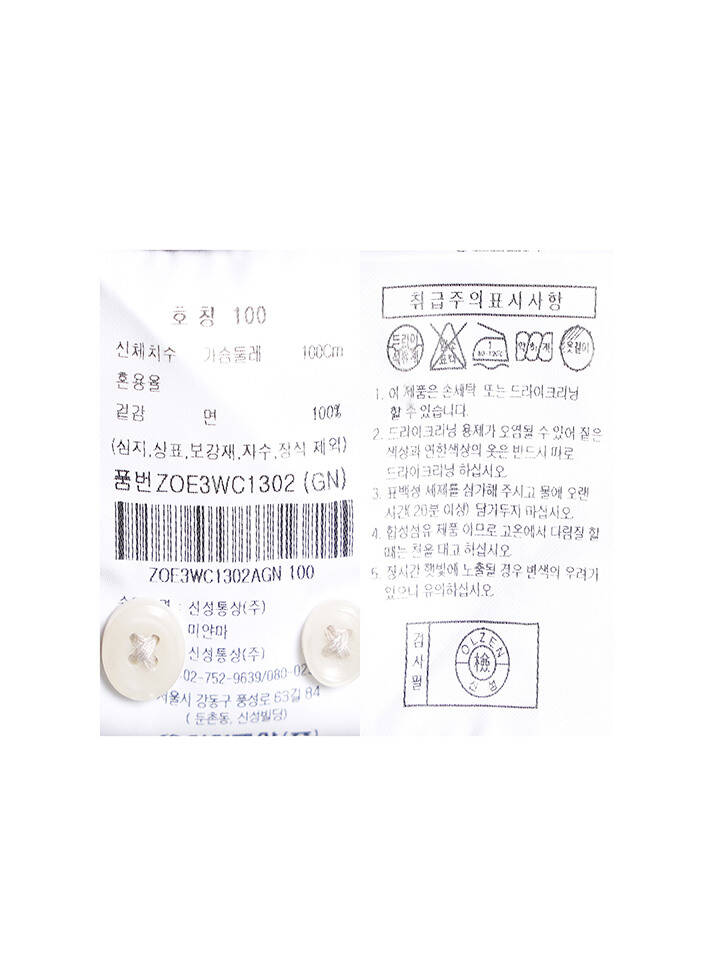 호칭 100
신체치수 가슴둘레 100Cm
혼용율
겉감 면 100%
(심지,상표,보강재,자수,장식 제외)
품번ZOE3WC1302 (GN)
ZOE3WC1302AGN 100
: 신성통상(주)
미얀마
신성통상(주)
-02-752-9639/080-02
서울시 강동구 풍성로 63길 84
( 둔촌동, 신성빌딩)
취급주의표시사항
드라이
표백
약하게
옷걸이
1. 이 제품은 손세탁 또는 드라이크리닝
할 수 있습니다.
2. 드라이크리닝 용제가 오염될 수 있어 짙은
색상과 연한색상의 옷은 반드시 따로
드라이크리닝 하십시오.
3. 표백성 세제를 삼가해 주시고 물에 오랜
시간(20분 이상) 담가두지 마십시오.
4. 합성섬유 제품 이므로 고온에서 다림질 할
때는 천을 대고 하십시오.
5. 장시간 햇빛에 노출될 경우 변색의 우려가
있으니 유의하십시오.
검사필
OLZEN
檢
신성